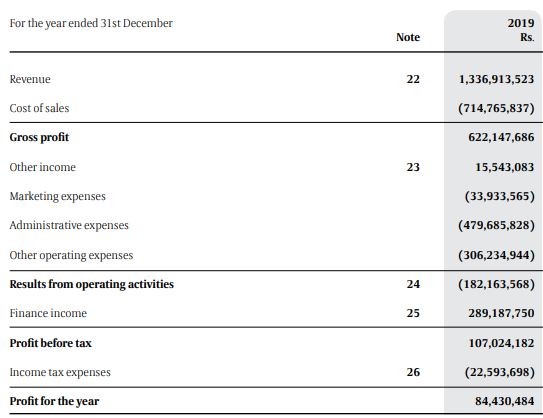 For the year ended 31st December 2019
Note Rs.
Revenue 22 1,336,913,523
Cost of sales (714,765,837)
Gross profit 622,147,686
Other income 23 15,543,083
Marketing expenses (33,933,565)
Administrative expenses (479,685,828)
Other operating expenses (306,234,944)
Results from operating activities 24 (182,163,568)
Finance income 25 289,187,750
Profit before tax 107,024,182
Income tax expenses 26 (22,593,698)
Profit for the year 84,430,484